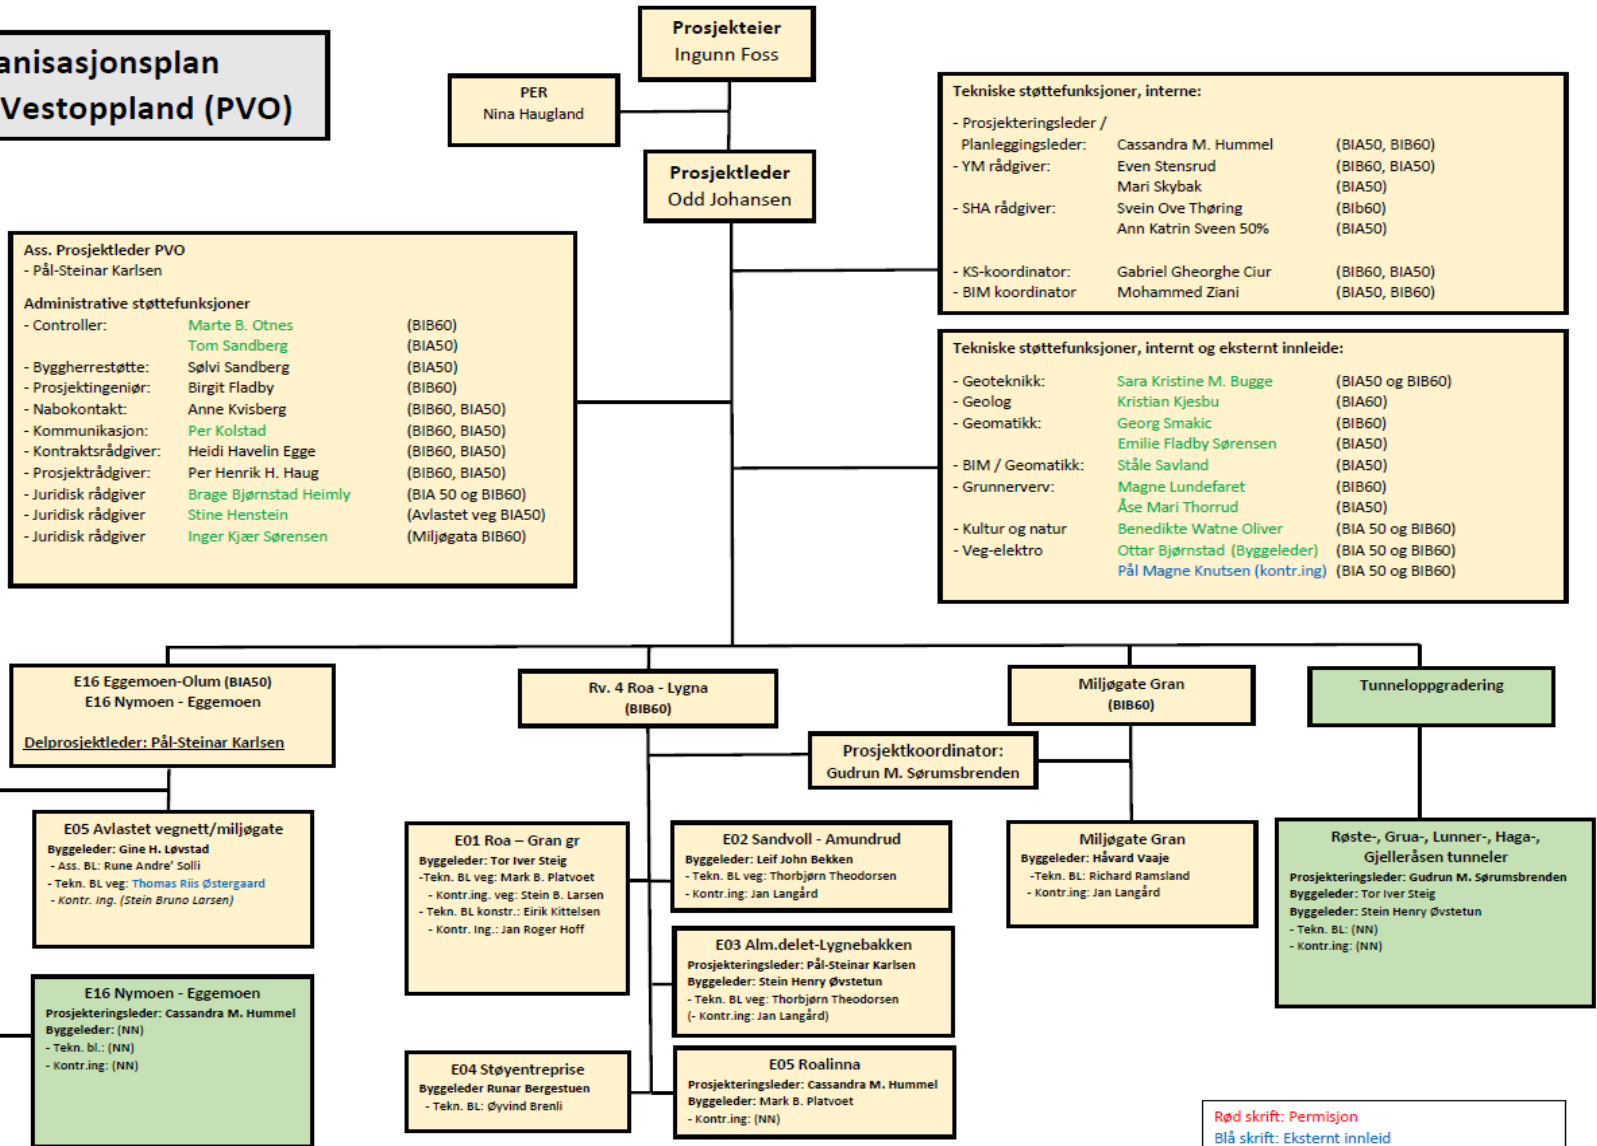 anisasjonsplan
Vestoppland (PVO)
Prosjekteier
Ingunn Foss
PER
Nina Haugland
Prosjektleder
Odd Johansen
Tekniske støttefunksjoner, interne:
- Prosjekteringsleder /
Planleggingsleder: Cassandra M. Hummel (BIA50, BIB60)
- YM rådgiver: Even Stensrud (BIB60, BIA50)
Mari Skybak (BIA50)
- SHA rådgiver: Svein Ove Thøring (BIb60)
Ann Katrin Sveen 50% (BIA50)
- KS-koordinator: Gabriel Gheorghe Ciur (BIB60, BIA50)
- BIM koordinator Mohammed Ziani (BIA50, BIB60)
Ass. Prosjektleder PVO
- Pål-Steinar Karlsen
Administrative støttefunksjoner
- Controller: Marte B. Otnes (BIB60)
Tom Sandberg (BIA50)
- Byggherrestøtte: Sølvi Sandberg (BIA50)
- Prosjektingeniør: Birgit Fladby (BIB60)
- Nabokontakt: Anne Kvisberg (BIB60, BIA50)
- Kommunikasjon: Per Kolstad (BIB60, BIA50)
- Kontraktsrådgiver: Heidi Havelin Egge (BIB60, BIA50)
- Prosjektrådgiver: Per Henrik H. Haug (BIB60, BIA50)
- Juridisk rådgiver Brage Bjørnstad Heimly (BIA 50 og BIB60)
- Juridisk rådgiver Stine Henstein (Avlastet veg BIA50)
- Juridisk rådgiver Inger Kjær Sørensen (Miljøgata BIB60)
Tekniske støttefunksjoner, internt og eksternt innleide:
- Geoteknikk: Sara Kristine M. Bugge (BIA50 og BIB60)
- Geolog Kristian Kjesbu (BIA60)
- Geomatikk: Georg Smakic (BIB60)
Emilie Fladby Sørensen (BIA50)
- BIM / Geomatikk: Ståle Savland (BIA50)
- Grunnerverv: Magne Lundefaret (BIB60)
Åse Mari Thorrud (BIA50)
- Kultur og natur Benedikte Watne Oliver (BIA 50 og BIB60)
- Veg-elektro Ottar Bjørnstad (Byggeleder) (BIA 50 og BIB60)
Pål Magne Knutsen (kontr.ing) (BIA 50 og BIB60)
E16 Eggemoen-Olum (BIA50)
E16 Nymoen - Eggemoen
Delprosjektleder: Pål-Steinar Karlsen
Rv. 4 Roa - Lygna
(BIB60)
Miljøgate Gran
(BIB60)
Tunneloppgradering
Prosjektkoordinator:
Gudrun M. Sørumsbrenden
E05 Avlastet vegnett/miljøgate
Byggeleder: Gine H. Løvstad
- Ass. BL: Rune Andre' Solli
- Tekn. BL veg: Thomas Riis Østergaard
- Kontr. Ing. (Stein Bruno Larsen)
E16 Nymoen - Eggemoen
Prosjekteringsleder: Cassandra M. Hummel
Byggeleder: (NN)
- Tekn. bl.: (NN)
- Kontr.ing: (NN)
E01 Roa – Gran gr
Byggeleder: Tor Iver Steig
-Tekn. BL veg: Mark B. Platvoet
- Kontr.ing. veg: Stein B. Larsen
- Tekn. BL konstr.: Eirik Kittelsen
- Kontr. Ing.: Jan Roger Hoff
E02 Sandvoll - Amundrud
Byggeleder: Leif John Bekken
- Tekn. BL veg: Thorbjørn Theodorsen
- Kontr.ing: Jan Langård
E03 Alm.delet-Lygnebakken
Prosjekteringsleder: Pål-Steinar Karlsen
Byggeleder: Stein Henry Øvstetun
- Tekn. BL veg: Thorbjørn Theodorsen
(- Kontr.ing: Jan Langård)
E04 Støyentreprise
Byggeleder Runar Bergestuen
- Tekn. BL: Øyvind Brenli
E05 Roalinna
Prosjekteringsleder: Cassandra M. Hummel
Byggeleder: Mark B. Platvoet
- Kontr.ing: (NN)
Miljøgate Gran
Byggeleder: Håvard Vaaje
-Tekn. BL: Richard Ramsland
- Kontr.ing: Jan Langård
Røste-, Grua-, Lunner-, Haga-,
Gjelleråsen tunneler
Prosjekteringsleder: Gudrun M. Sørumsbrenden
Byggeleder: Tor Iver Steig
Byggeleder: Stein Henry Øvstetun
- Tekn. BL: (NN)
- Kontr.ing: (NN)
Rød skrift: Permisjon
Blå skrift: Eksternt innleid